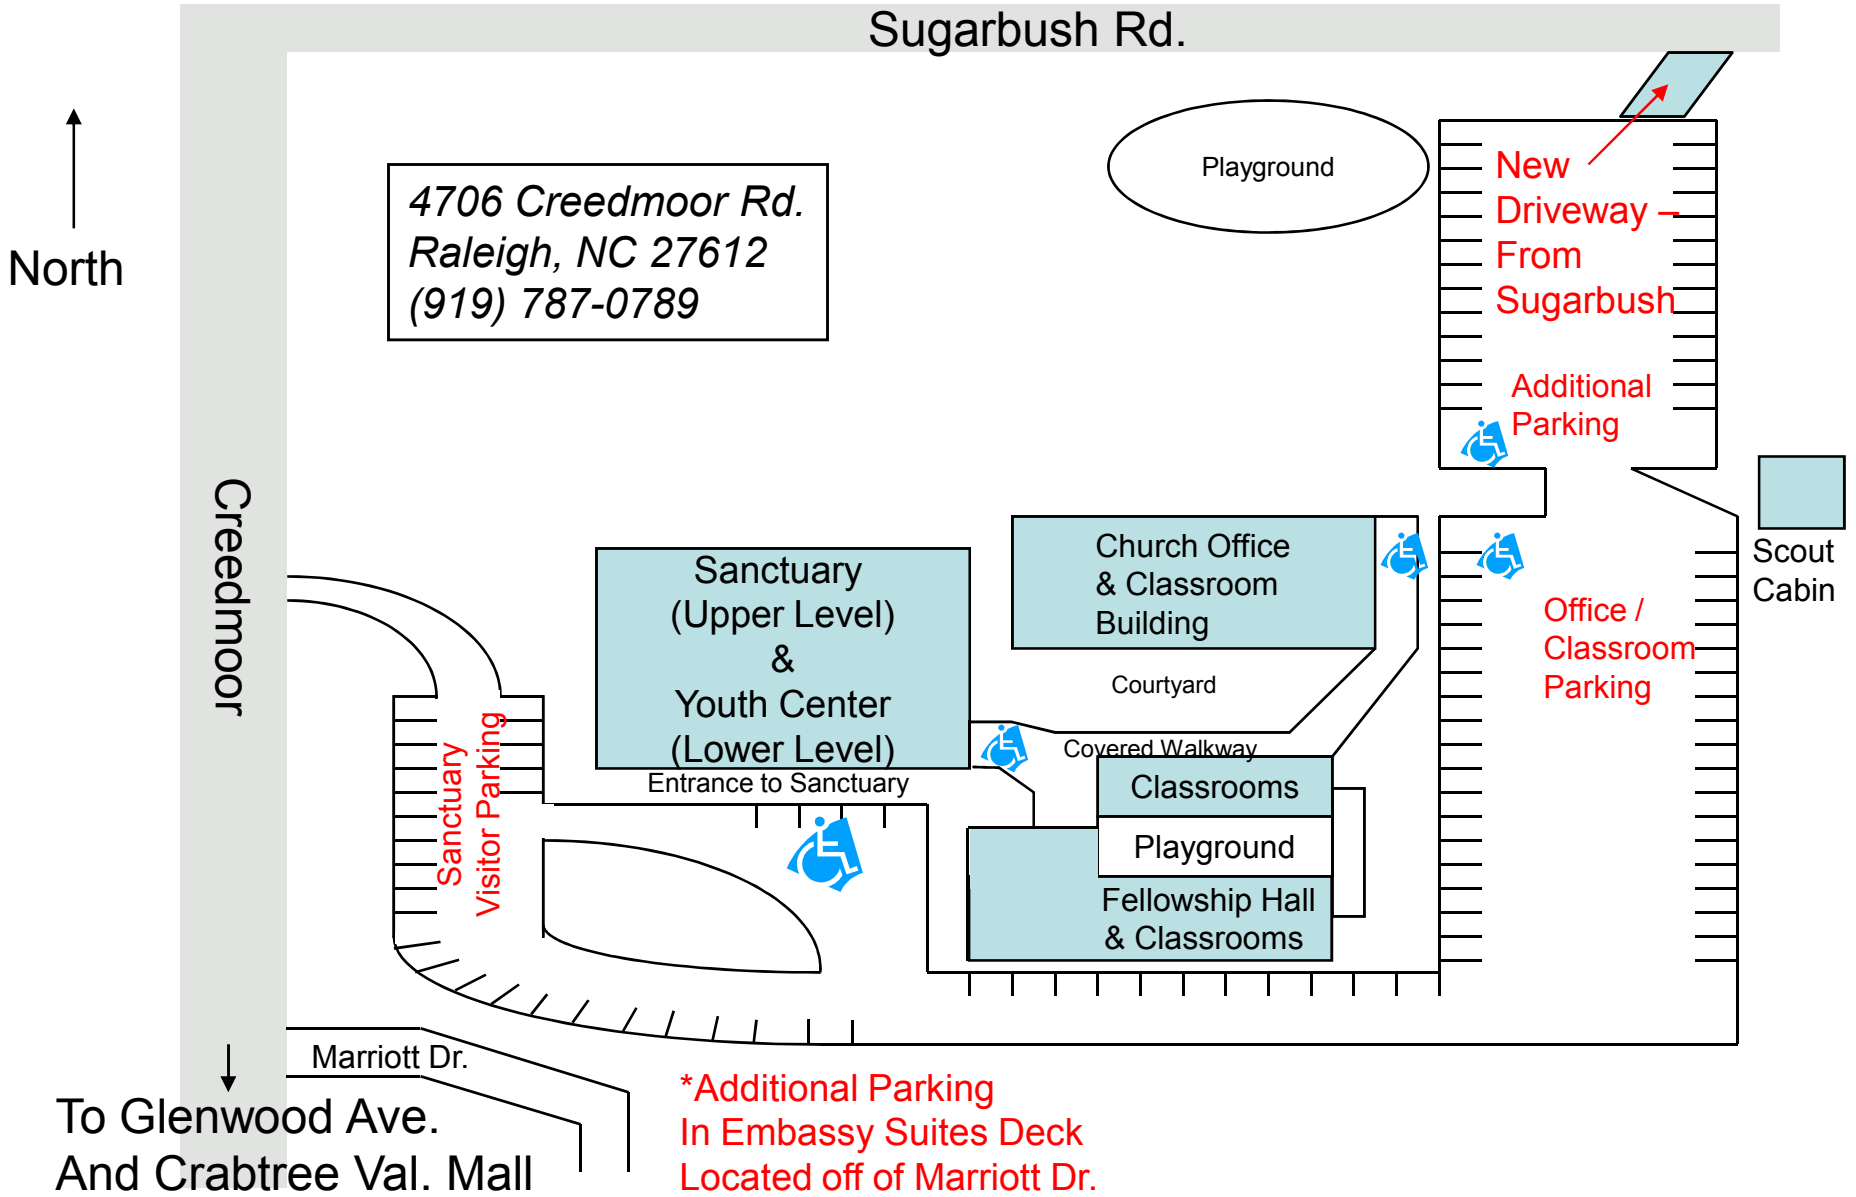 Sugarbush Rd.
North
4706 Creedmoor Rd.
Raleigh, NC 27612
(919) 787-0789
Playground
New
Driveway –
From
Sugarbush
Additional
Parking
Creedmoor
Sanctuary
(Upper Level)
&
Youth Center
(Lower Level)
Entrance to Sanctuary
Church Office
& Classroom
Building
Courtyard
Covered Walkway
Classrooms
Playground
Fellowship Hall
& Classrooms
Scout
Cabin
Office /
Classroom
Parking
Sanctuary
Visitor Parking
Marriott Dr.
To Glenwood Ave.
And Crabtree Val. Mall
*Additional Parking
In Embassy Suites Deck
Located off of Marriott Dr.